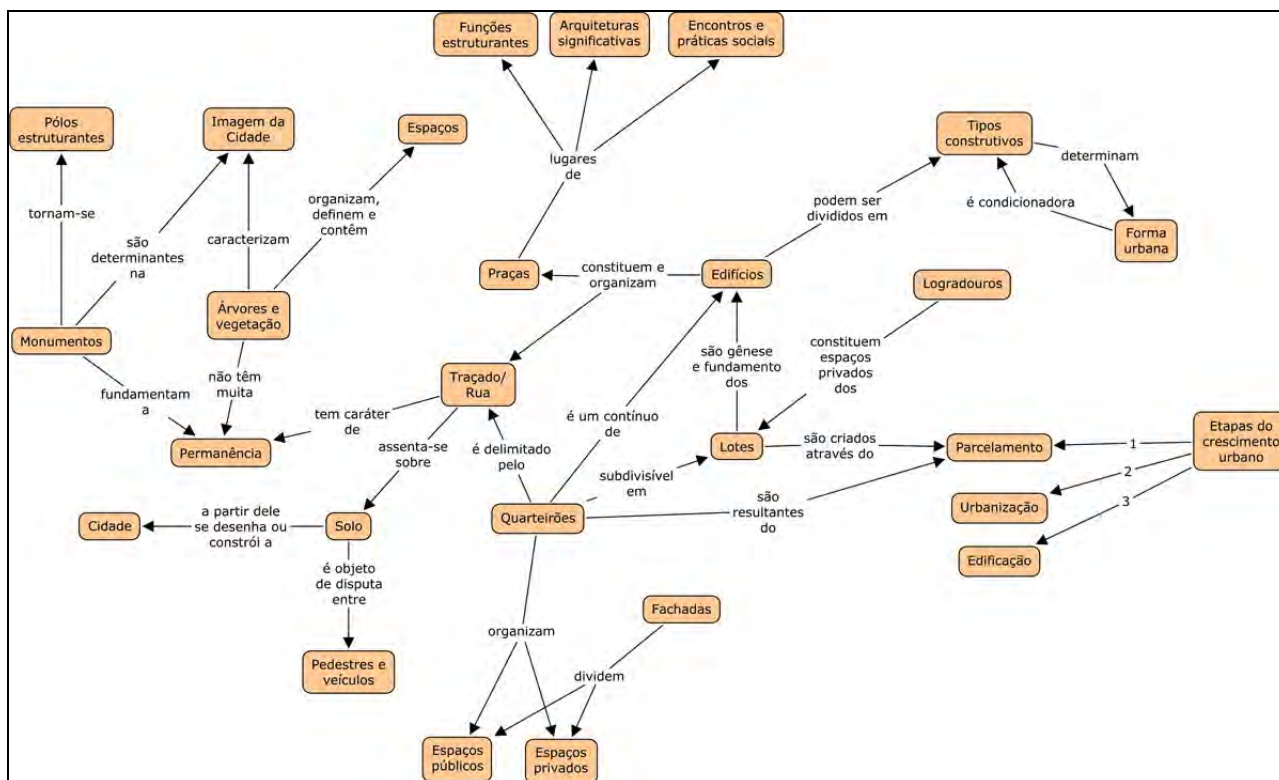 Funções
estruturantes
Arquiteturas
significativas
Encontros e
práticas sociais
Pólos
estruturantes
Imagem da
Cidade
Espaços
Tipos
construtivos
lugares
de
determinam
organizam,
definem e
contêm
podem ser
divididos em
é condicionadora
tornam-se
são
determinantes
na
caracterizam
Forma
urbana
Praças
constituem e
organizam
Edifícios
Logradouros
Árvores e
vegetação
Monumentos
são gênese
e fundamento
dos
constituem
espaços
privados
dos
não têm
muita
Traçado/
Rua
fundamentam
a
tem caráter
de
é um contínuo
de
Etapas do
crescimento
urbano
Permanência
assenta-se
sobre
é delimitado
pelo
Lotes
são criados
através do
Parcelamento
1
2
3
subdivisível
em
Urbanização
Cidade
a partir dele
se desenha ou
constrói a
Solo
Quarteirões
são
resultantes
do
Edificação
é objeto
de disputa
entre
Fachadas
organizam
Pedestres e
veículos
dividem
Espaços
públicos
Espaços
privados